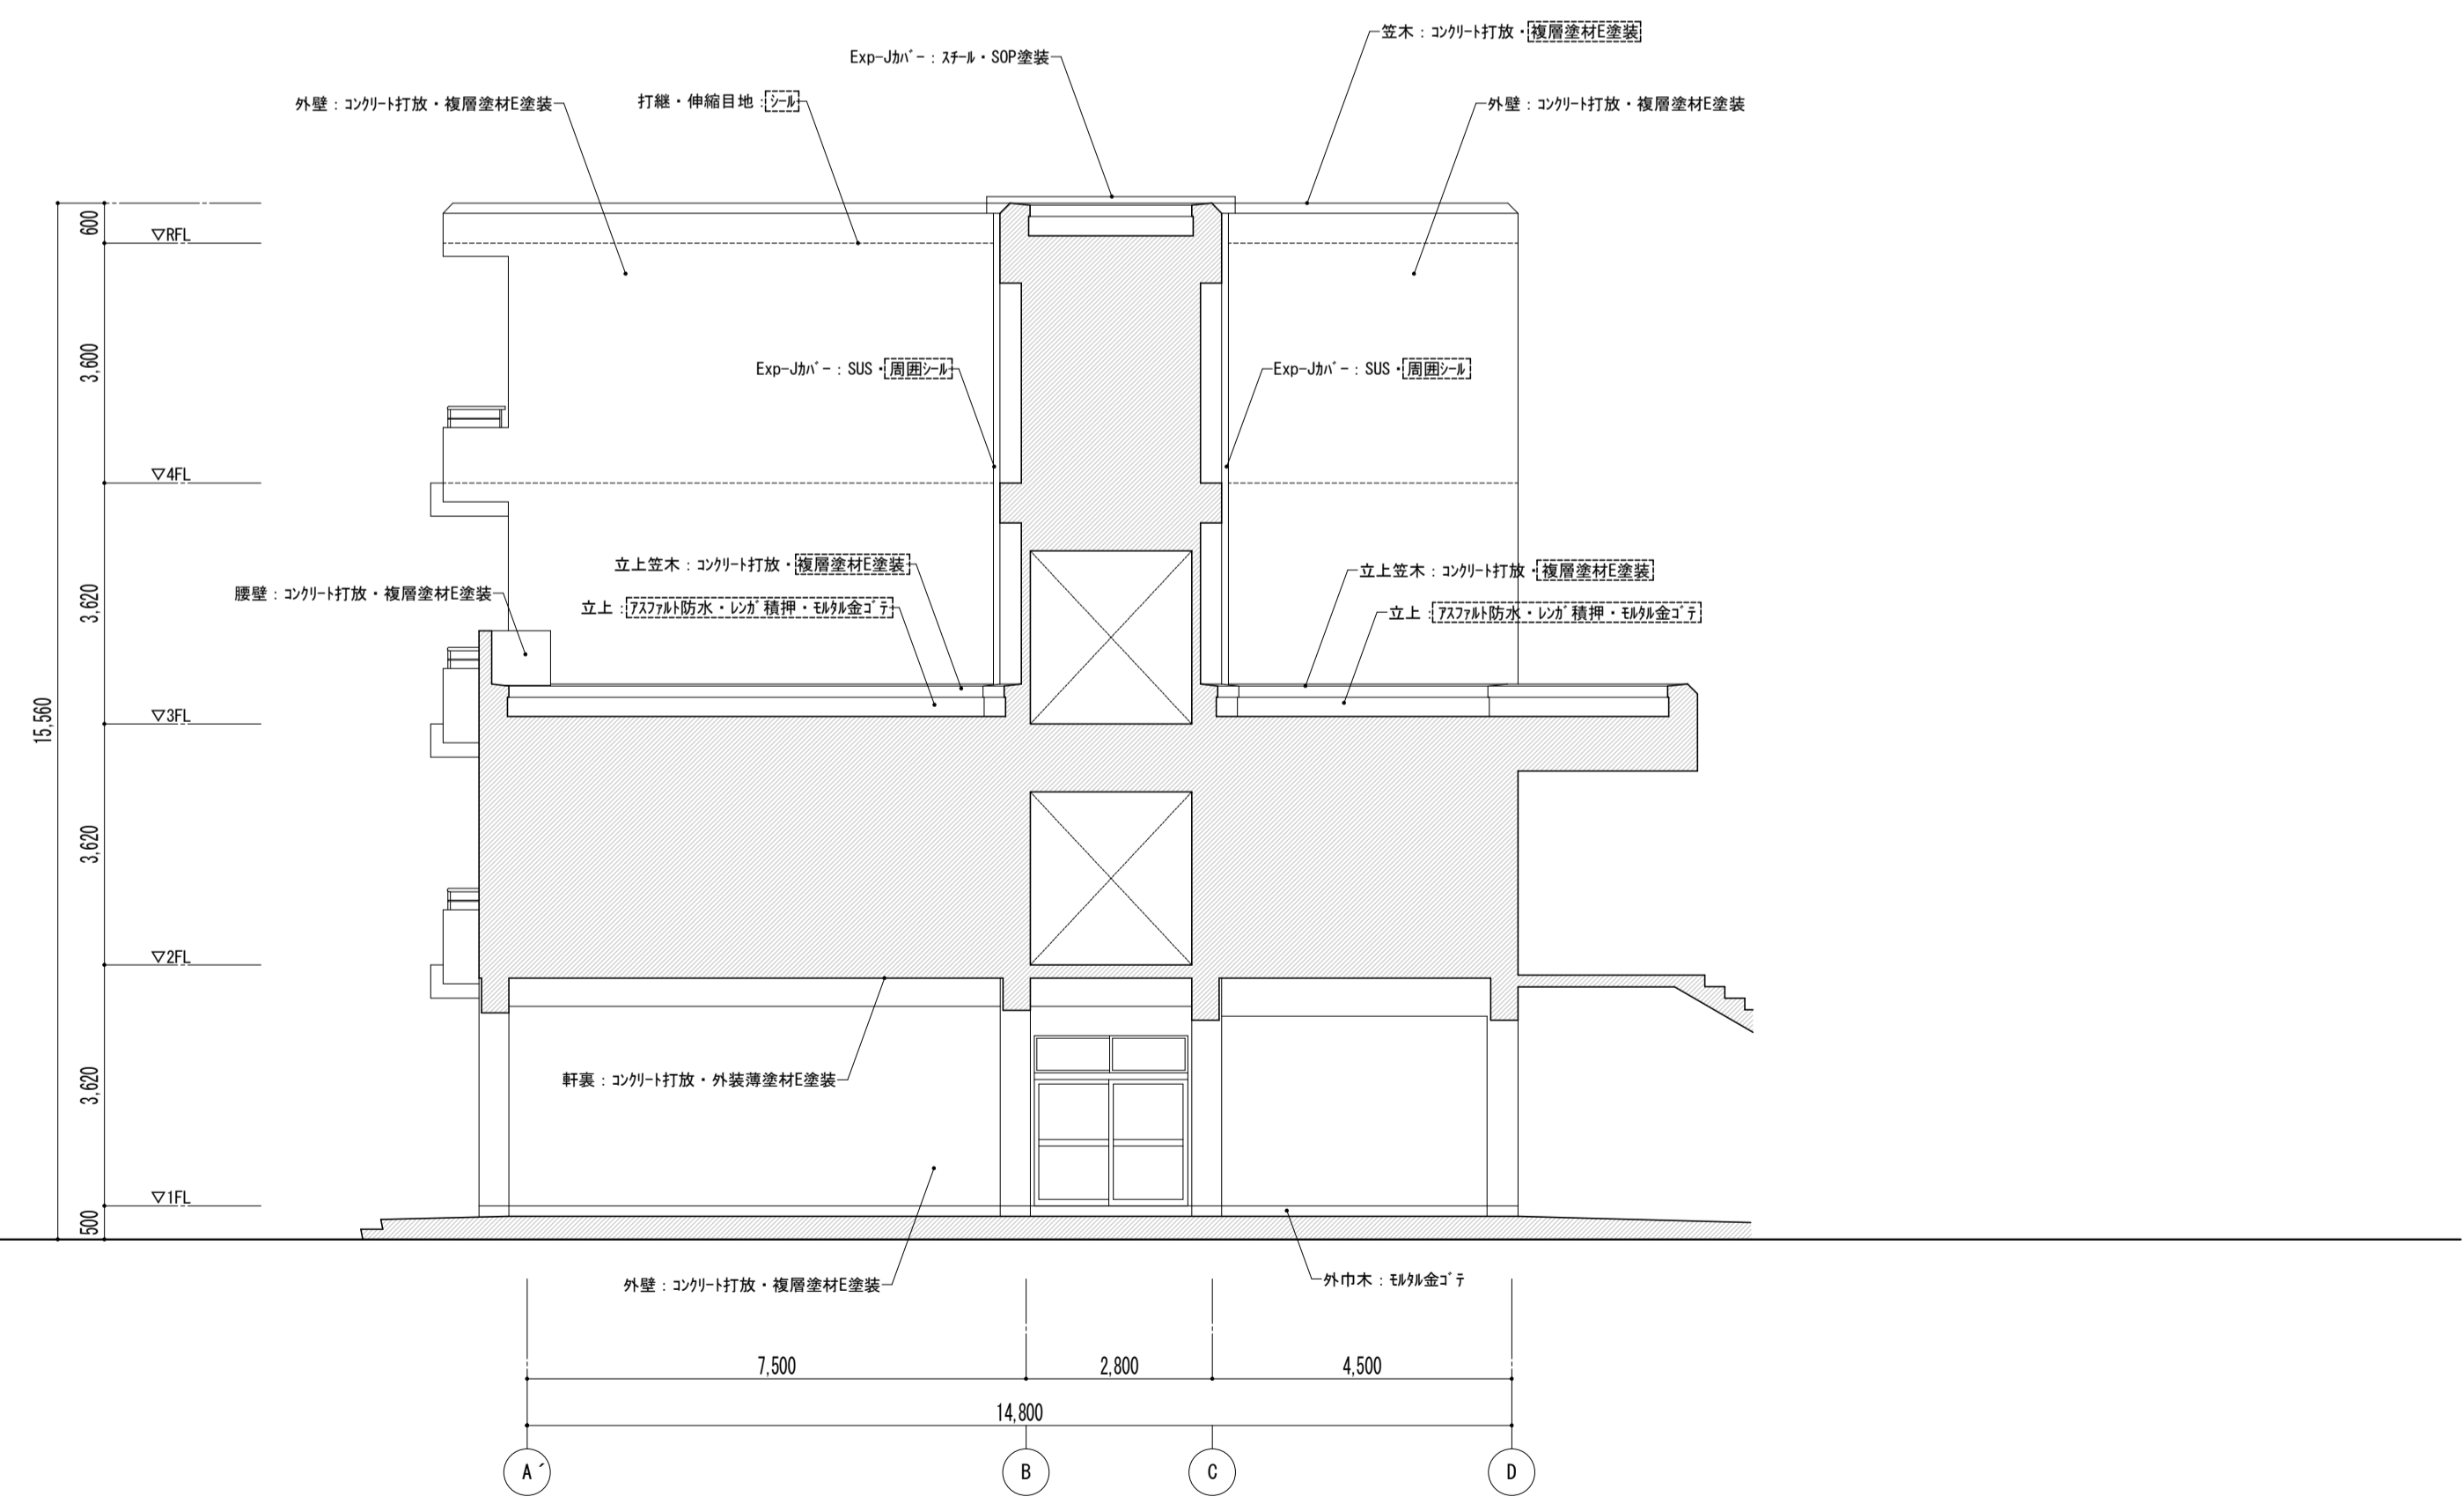 笠木：ｺﾝｸﾘｰﾄ打放・複層塗材E塗装
Exp-Jｶﾊﾞｰ：ｽﾁｰﾙ・SOP塗装
外壁：ｺﾝｸﾘｰﾄ打放・複層塗材E塗装
打継・伸縮目地：ｼｰﾙ
外壁：ｺﾝｸﾘｰﾄ打放・複層塗材E塗装
600
▽RFL
3,600
Exp-Jｶﾊﾞｰ：SUS・周囲ｼｰﾙ
Exp-Jｶﾊﾞｰ：SUS・周囲ｼｰﾙ
▽4FL
立上笠木：ｺﾝｸﾘｰﾄ打放・複層塗材E塗装
立上笠木：ｺﾝｸﾘｰﾄ打放・複層塗材E塗装
腰壁：ｺﾝｸﾘｰﾄ打放・複層塗材E塗装
3,620
立上：ｱｽﾌｧﾙﾄ防水・ﾚﾝｶﾞ積押・ﾓﾙﾀﾙ金ｺﾞﾃ
立上：ｱｽﾌｧﾙﾄ防水・ﾚﾝｶﾞ積押・ﾓﾙﾀﾙ金ｺﾞﾃ
15,560
▽3FL
3,620
▽2FL
3,620
軒裏：ｺﾝｸﾘｰﾄ打放・外装薄塗材E塗装
▽1FL
500
外壁：ｺﾝｸﾘｰﾄ打放・複層塗材E塗装
外巾木：ﾓﾙﾀﾙ金ｺﾞﾃ
7,500
2,800
4,500
14,800
A´
B
C
D